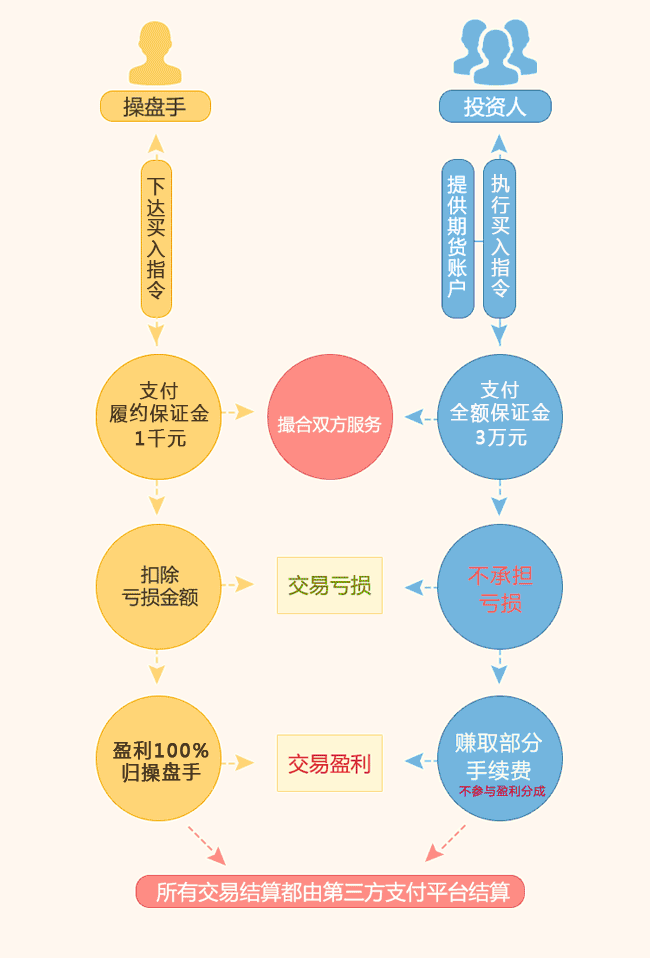 操盘手
投资人
下达买入指令
提供期货账户
执行买入指令
支付
履约保证金
1千元
撮合双方服务
支付
全额保证金
3万元
扣除
亏损金额
交易亏损
不承担
亏损
盈利100%
归操盘手
交易盈利
赚取部分
手续费
不参与盈利分成
所有交易结算都由第三方支付平台结算